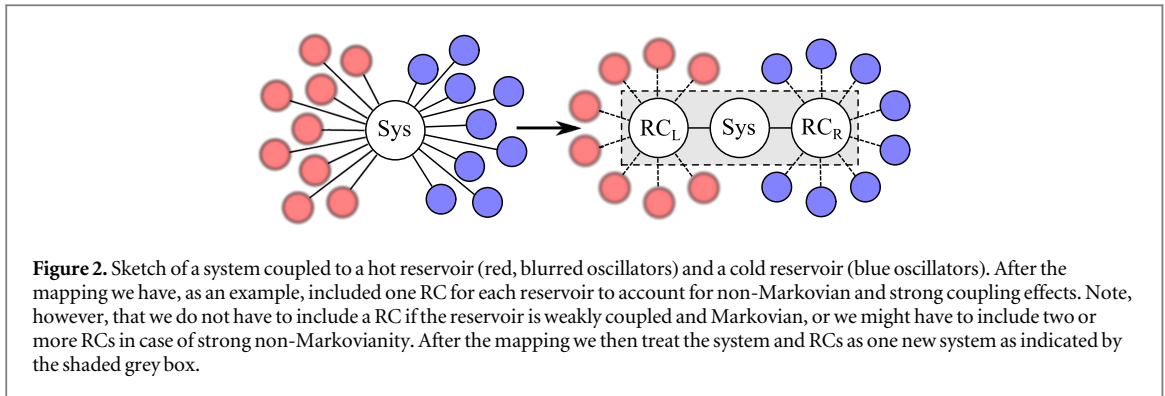 Sys
RC_L
Sys
RC_R
Figure 2. Sketch of a system coupled to a hot reservoir (red, blurred oscillators) and a cold reservoir (blue oscillators). After the
mapping we have, as an example, included one RC for each reservoir to account for non-Markovian and strong coupling effects. Note,
however, that we do not have to include a RC if the reservoir is weakly coupled and Markovian, or we might have to include two or
more RCs in case of strong non-Markovianity. After the mapping we then treat the system and RCs as one new system as indicated by
the shaded grey box.